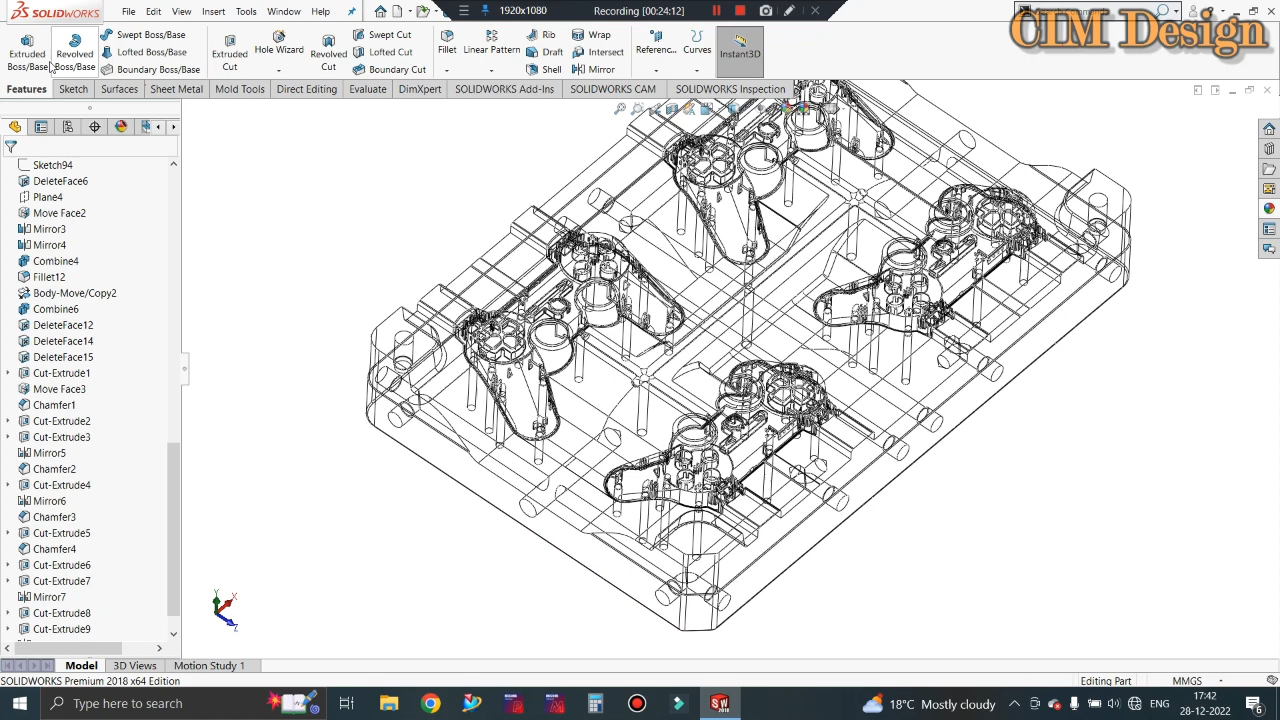 SOLIDWORKS
File Edit View Insert Tools Window Help
1920x1080 Recording [00:24:12]
CIM Design
Extruded Boss/Base
Revolved Boss/Base
Swept Boss/Base
Lofted Boss/Base
Boundary Boss/Base
Extruded Cut
Hole Wizard
Revolved Cut
Swept Cut
Lofted Cut
Boundary Cut
Fillet
Linear Pattern
Rib
Draft
Shell
Wrap
Intersect
Mirror
Referenc...
Curves
Instant3D
Features Sketch Surfaces Sheet Metal Mold Tools Direct Editing Evaluate DimXpert SOLIDWORKS Add-Ins SOLIDWORKS CAM SOLIDWORKS Inspection
Sketch94
DeleteFace6
Plane4
Move Face2
Mirror3
Mirror4
Combine4
Fillet12
Body-Move/Copy2
Combine6
DeleteFace12
DeleteFace14
DeleteFace15
Cut-Extrude1
Move Face3
Chamfer1
Cut-Extrude2
Cut-Extrude3
Mirror5
Chamfer2
Cut-Extrude4
Mirror6
Chamfer3
Cut-Extrude5
Chamfer4
Cut-Extrude6
Cut-Extrude7
Mirror7
Cut-Extrude8
Cut-Extrude9
Y
X
Z
Model 3D Views Motion Study 1
SOLIDWORKS Premium 2018 x64 Edition
Editing Part MMGS
Type here to search
18°C Mostly cloudy
ENG
17:42
28-12-2022
6